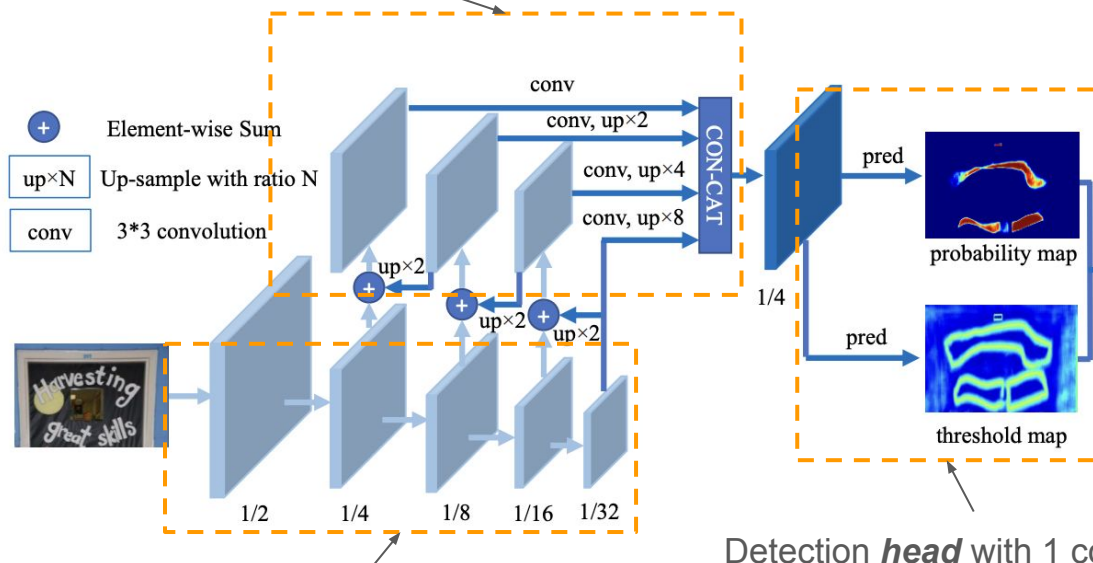 conv
conv, up×2
conv, up×4
conv, up×8
CON-CAT
+
Element-wise Sum
up×N
Up-sample with ratio N
conv
3*3 convolution
up×2
+
up×2
+
up×2
+
pred
probability map
1/4
pred
threshold map
Harvesting
great skills
1/2
1/4
1/8
1/16
1/32
Detection head with 1 co